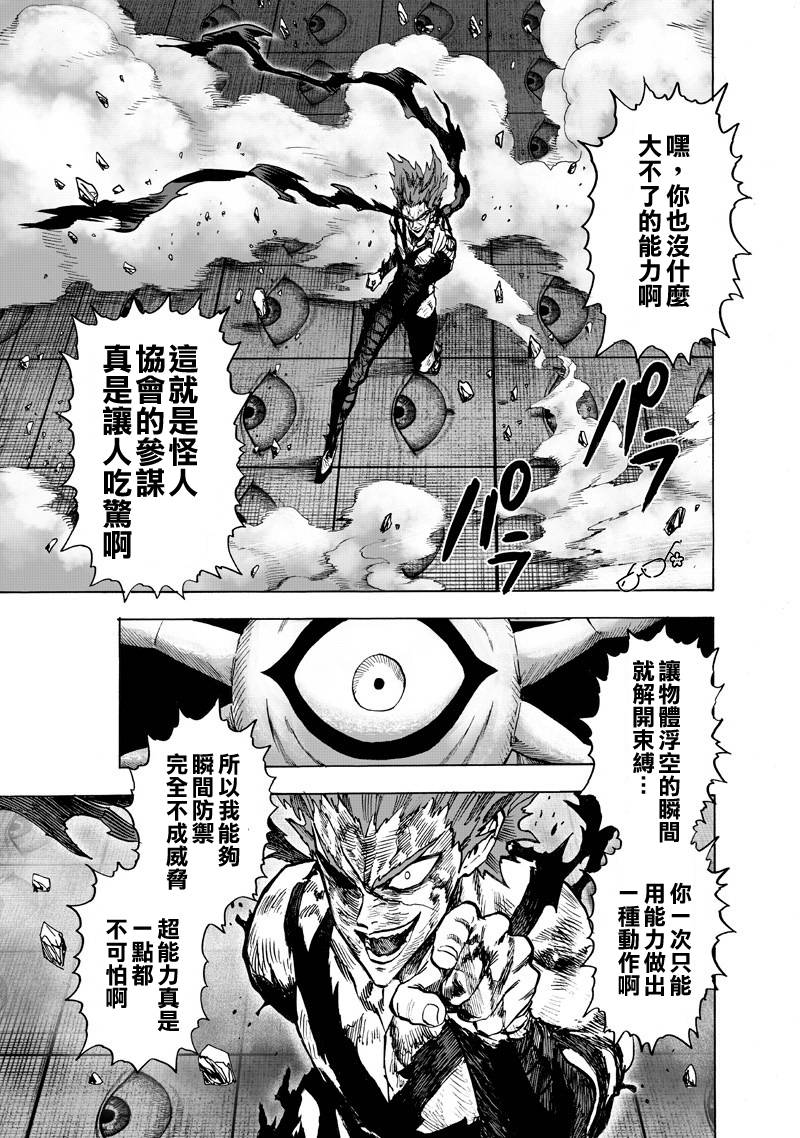 嘿，你也沒什麼
大不了的能力啊
這就是怪人
協會的參謀
真是讓人吃驚啊
パラ
パラ
讓物體浮空的瞬間
就解開束縛…
你一次只能
用能力做出
一種動作啊
所以我能夠
瞬間防禦
完全不成威脅
超能力真是
一點都
不可怕啊